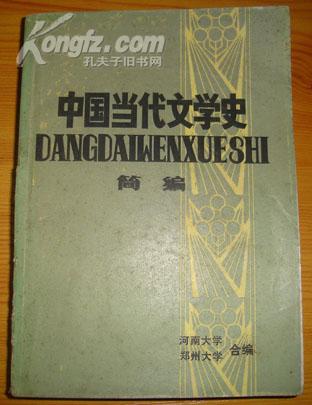 Kongfz.com
孔夫子旧书网
中国当代文学史
DANGDAIWENXUESHI
简编
河南大学
郑州大学 合编